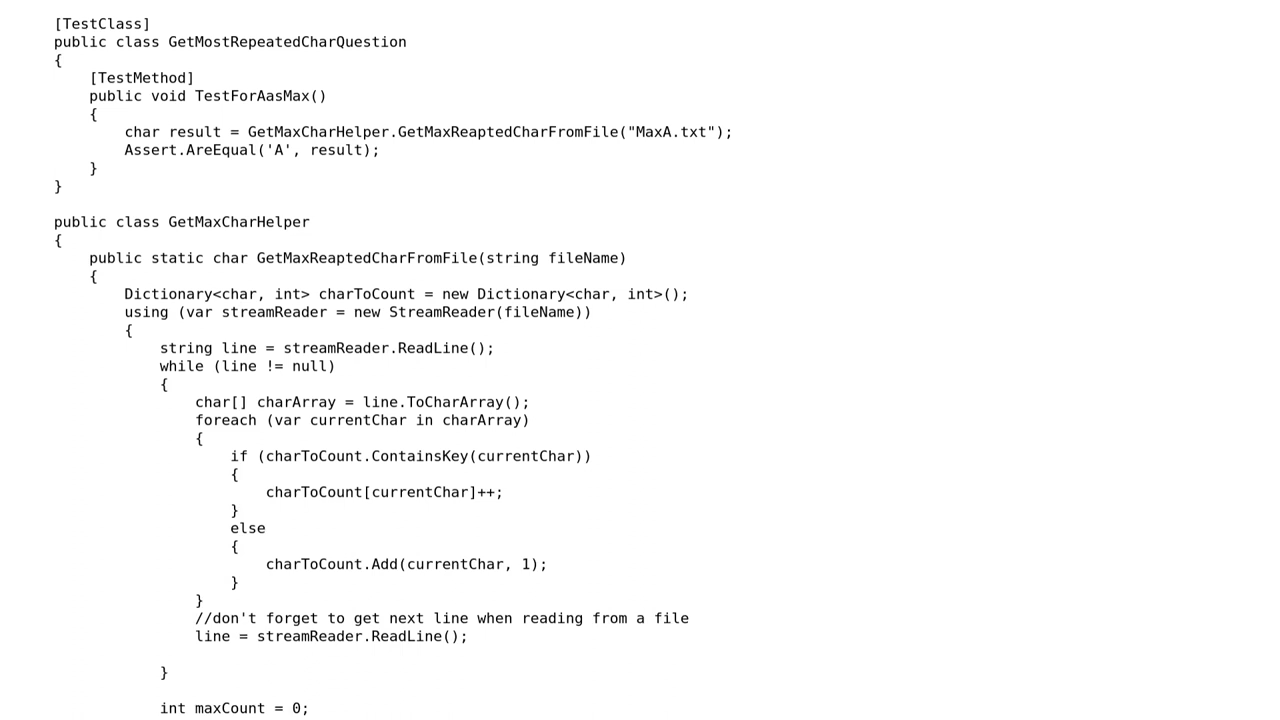 [TestClass]
public class GetMostRepeatedCharQuestion
{
[TestMethod]
public void TestForAasMax()
{
char result = GetMaxCharHelper.GetMaxReaptedCharFromFile("MaxA.txt");
Assert.AreEqual('A', result);
}
}
public class GetMaxCharHelper
{
public static char GetMaxReaptedCharFromFile(string fileName)
{
Dictionary<char, int> charToCount = new Dictionary<char, int>();
using (var streamReader = new StreamReader(fileName))
{
string line = streamReader.ReadLine();
while (line != null)
{
char[] charArray = line.ToCharArray();
foreach (var currentChar in charArray)
{
if (charToCount.ContainsKey(currentChar))
{
charToCount[currentChar]++;
}
else
{
charToCount.Add(currentChar, 1);
}
}
//don't forget to get next line when reading from a file
line = streamReader.ReadLine();
}
int maxCount = 0;